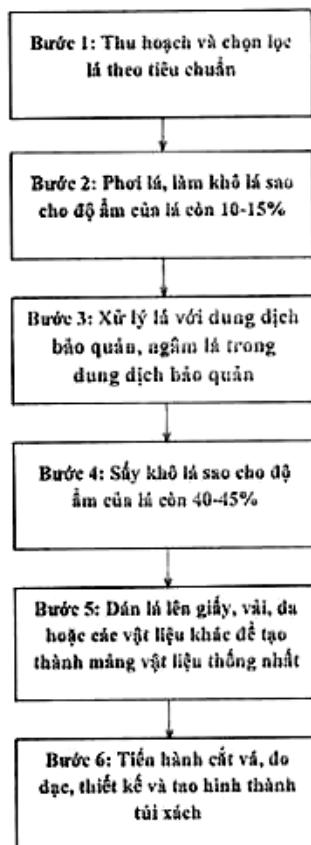 Bước 1: Thu hoạch và chọn lọc
lá theo tiêu chuẩn
Bước 2: Phơi lá, làm khô lá sao
cho độ ẩm của lá còn 10-15%
Bước 3: Xử lý lá với dung dịch
bảo quản, ngâm lá trong
dung dịch bảo quản
Bước 4: Sấy khô lá sao cho độ
ẩm của lá còn 40-45%
Bước 5: Dán lá lên giấy, vải, da
hoặc các vật liệu khác để tạo
thành mảng vật liệu thống nhất
Bước 6: Tiến hành cắt vá, đo
đạc, thiết kế và tạo hình thành
túi xách